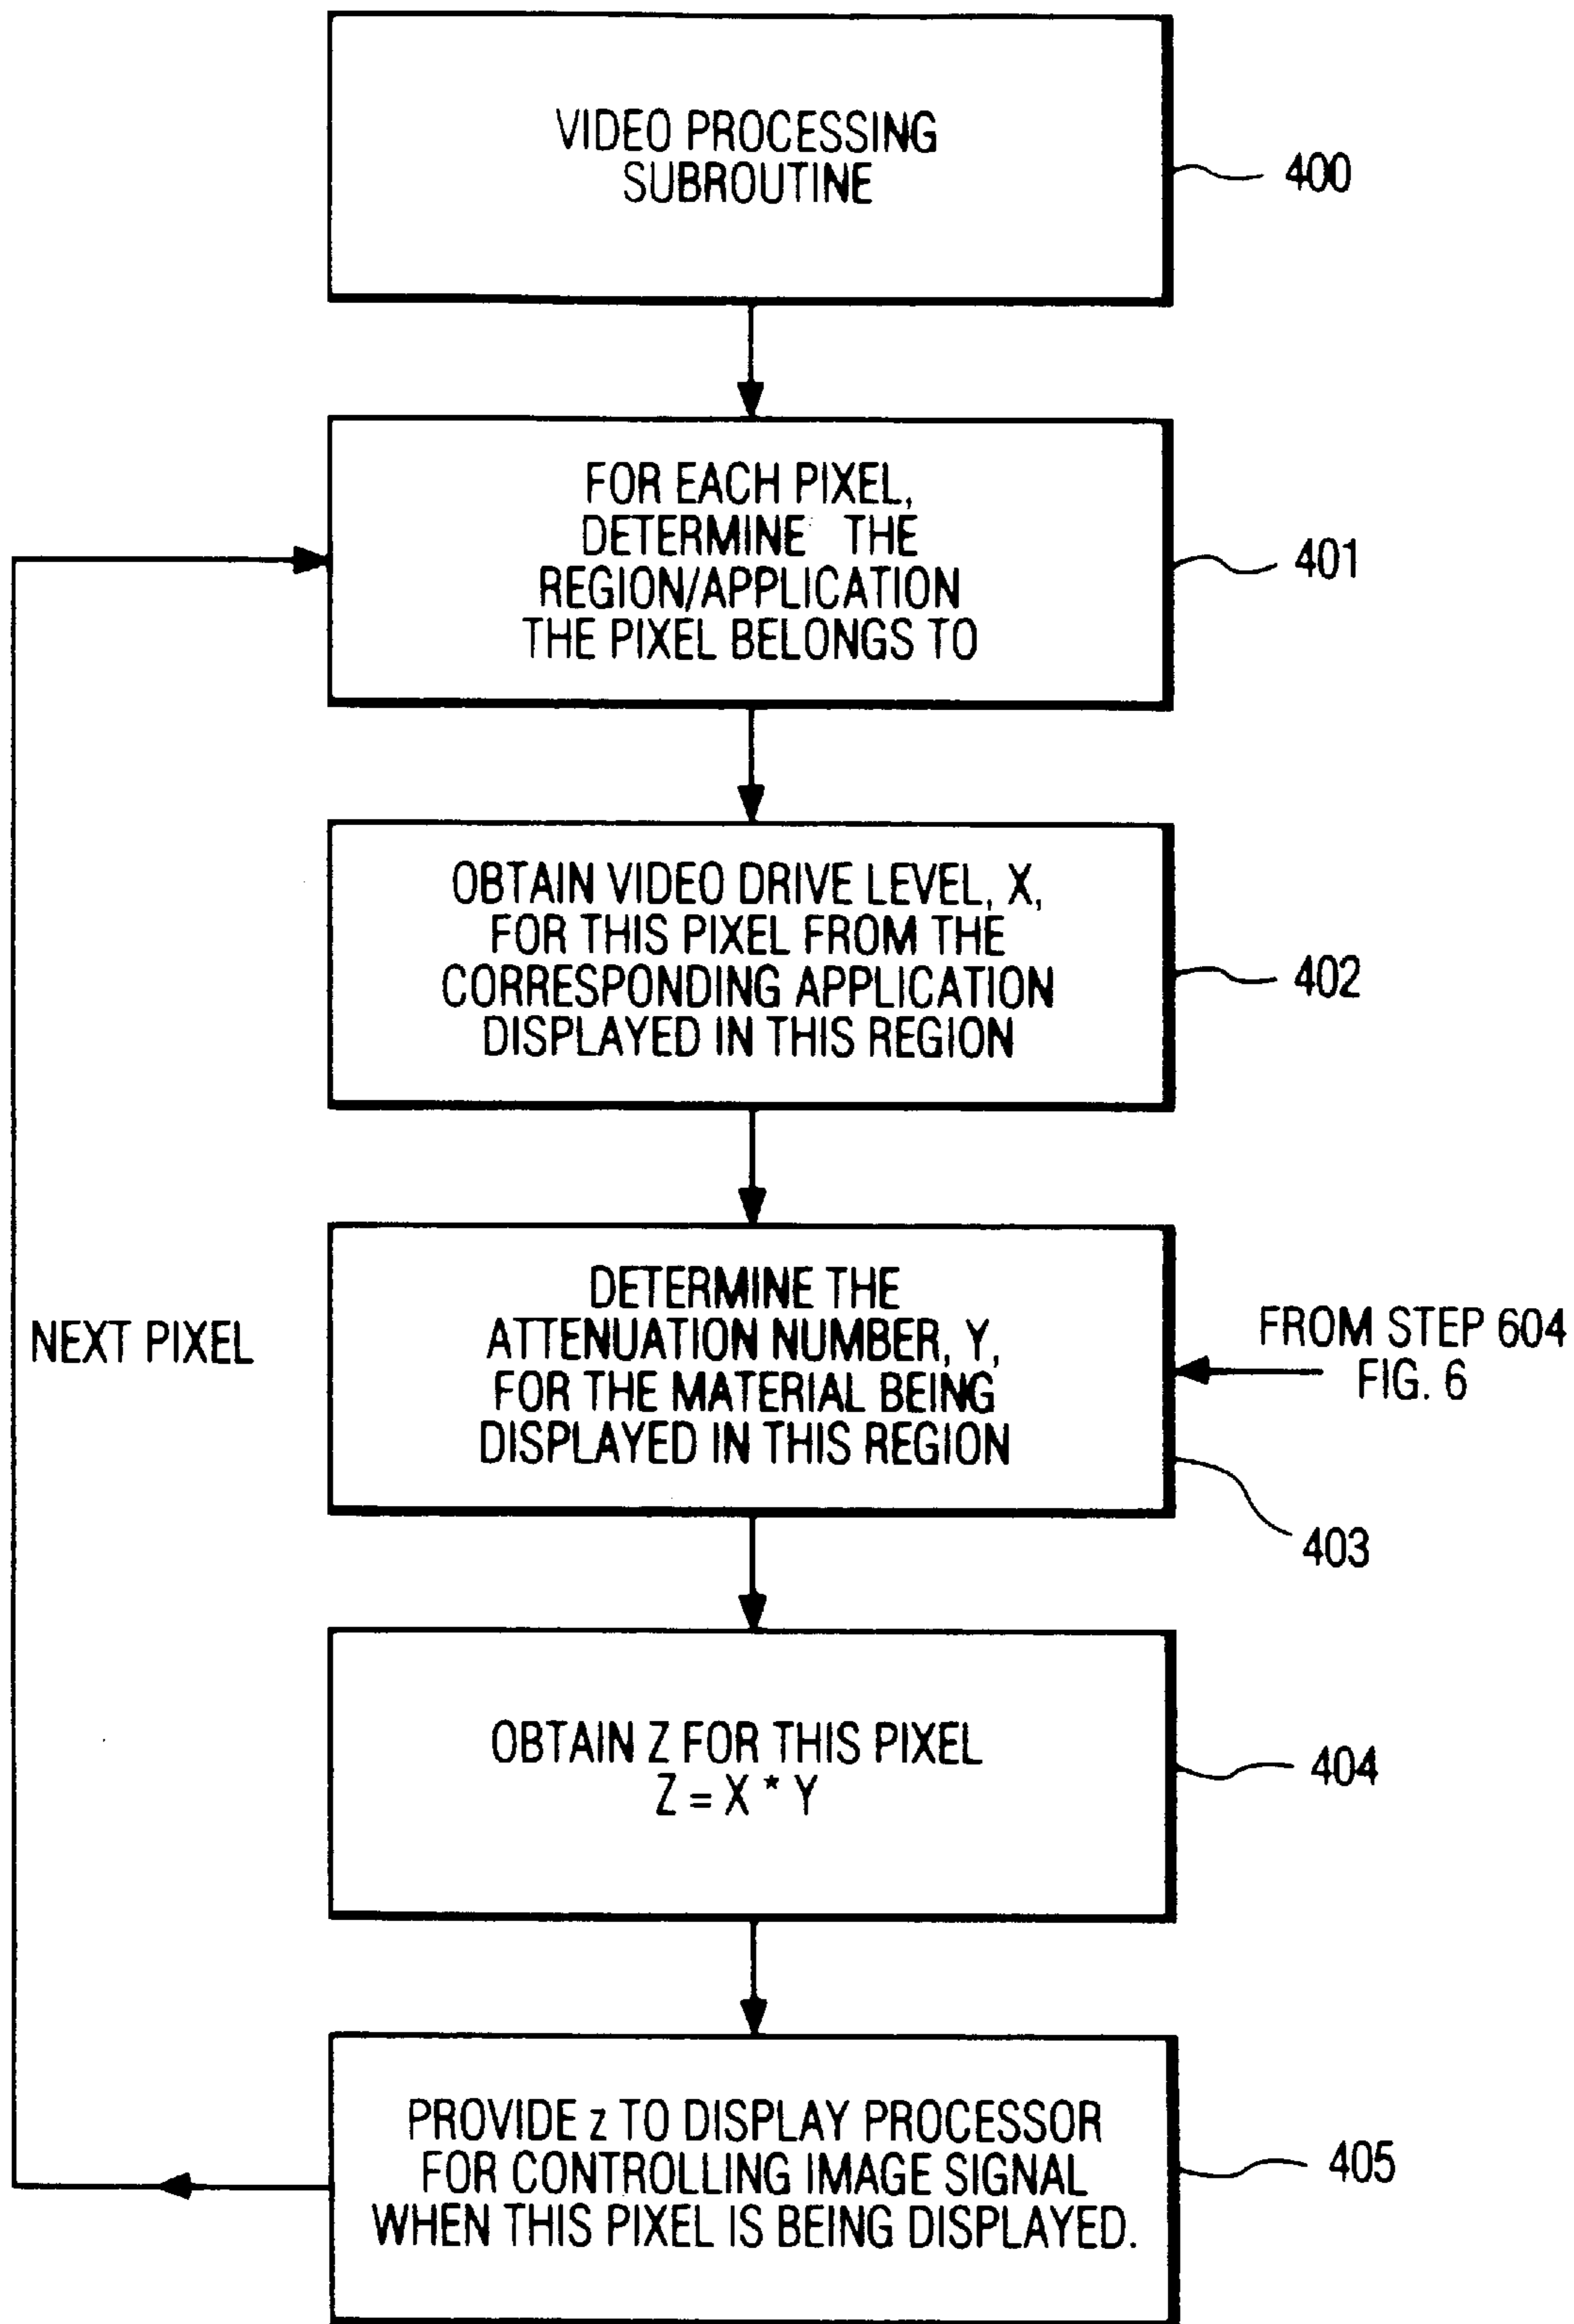 VIDEO PROCESSING
SUBROUTINE
400
FOR EACH PIXEL,
DETERMINE THE
REGION/APPLICATION
THE PIXEL BELONGS TO
401
OBTAIN VIDEO DRIVE LEVEL, X,
FOR THIS PIXEL FROM THE
CORRESPONDING APPLICATION
DISPLAYED IN THIS REGION
402
DETERMINE THE
ATTENUATION NUMBER, Y,
FOR THE MATERIAL BEING
DISPLAYED IN THIS REGION
NEXT PIXEL
FROM STEP 604
FIG. 6
403
OBTAIN Z FOR THIS PIXEL
Z = X * Y
404
PROVIDE z TO DISPLAY PROCESSOR
FOR CONTROLLING IMAGE SIGNAL
WHEN THIS PIXEL IS BEING DISPLAYED.
405